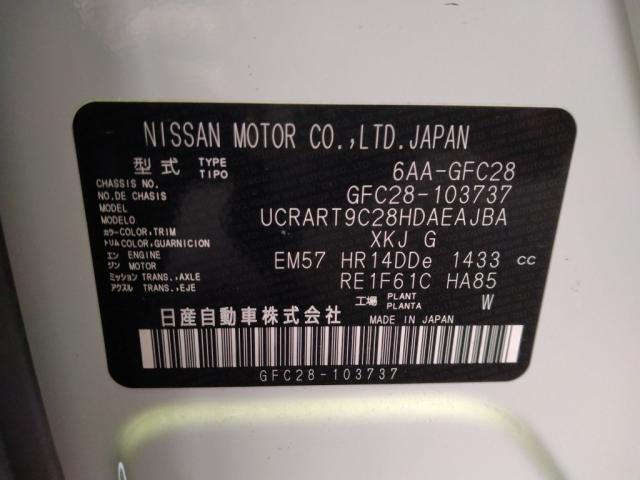 NISSAN MOTOR CO.,LTD.JAPAN
型式 TYPE TIPO 6AA-GFC28
CHASSIS NO. NO.DE CHASIS GFC28-103737
MODEL MODELO UCRART9C28HDAEAJBA
カラー COLOR,TRIM トリム COLOR,GUARNICION XKJ G
エンジン ENGINE MOTOR EM57 HR14DDe 1433 cc
ミッション TRANS.,AXLE アクスル TRANS.,EJE RE1F61C HA85
工場 PLANT PLANTA W
日産自動車株式会社 MADE IN JAPAN
GFC28-103737